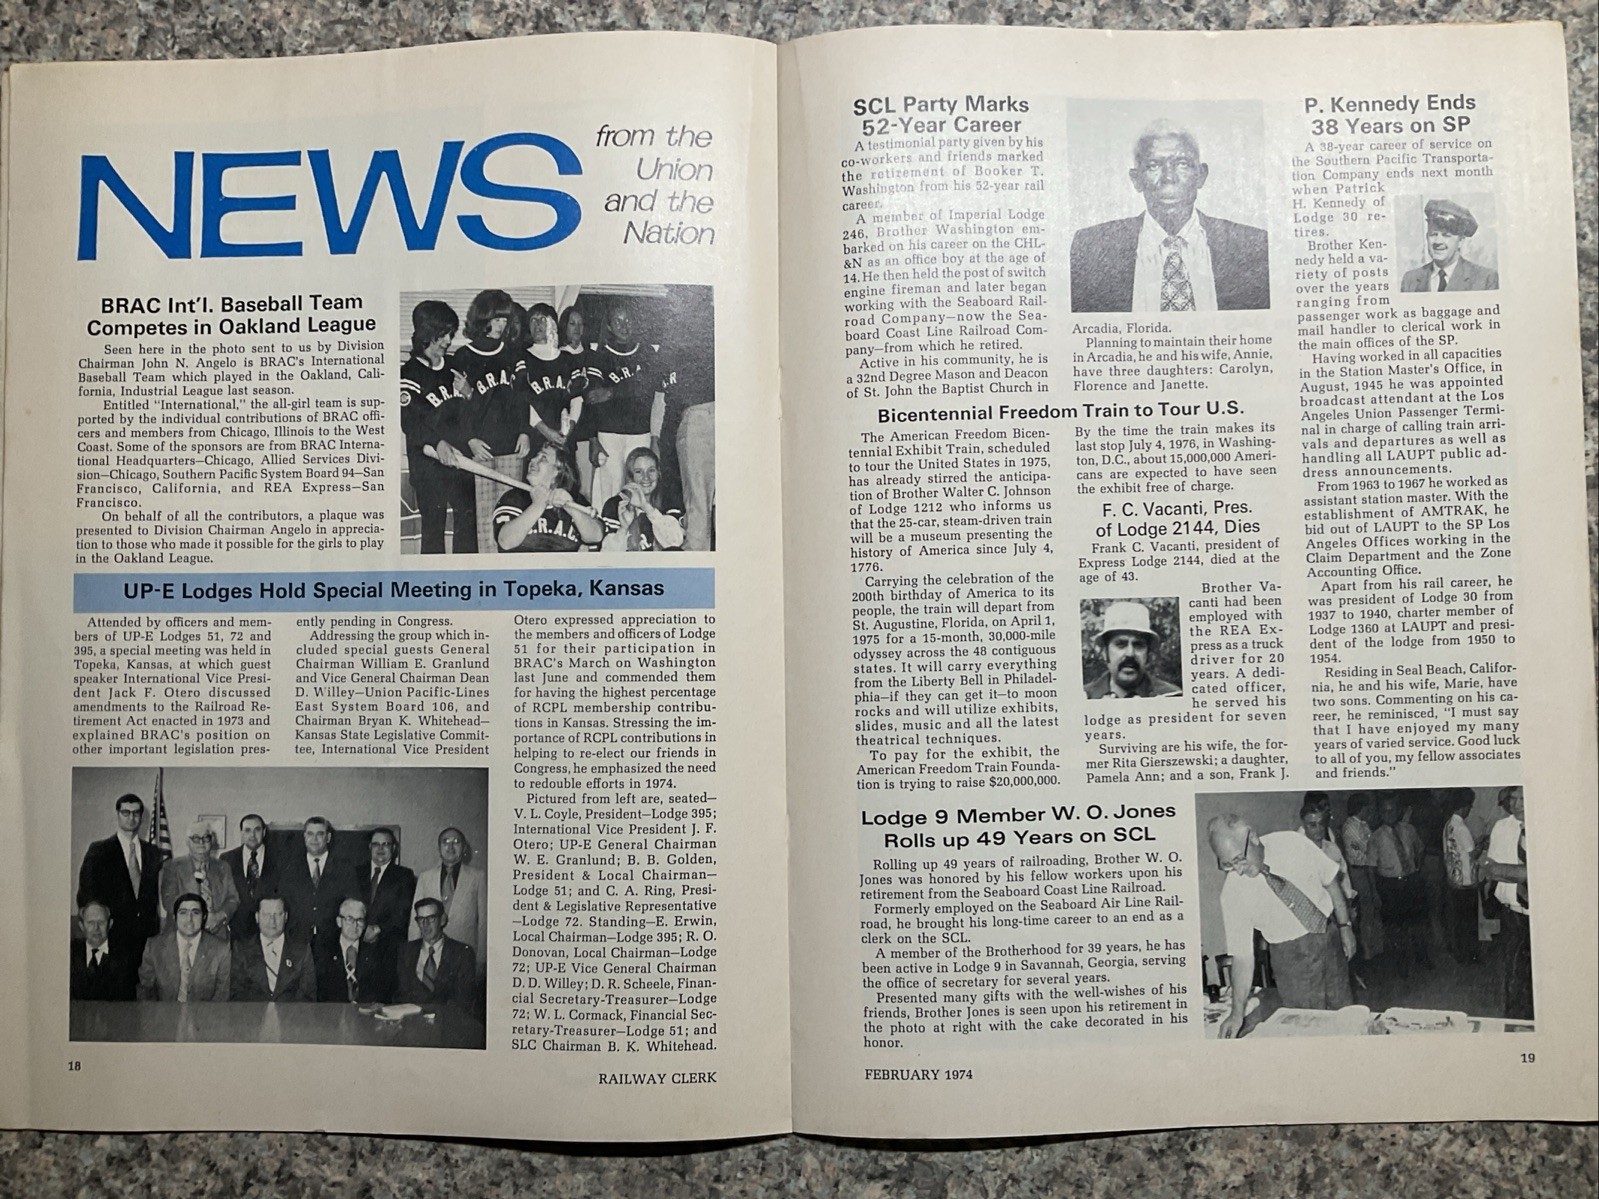 NEWS
from the
Union
and the
Nation
BRAC Int'l. Baseball Team
Competes in Oakland League
Seen here in the photo sent to us by Division
Chairman John N. Angelo is BRAC's International
Baseball Team which played in the Oakland, Cali-
fornia, Industrial League last season.
Entitled "International," the all-girl team is sup-
ported by the individual contributions of BRAC offi-
cers and members from Chicago, Illinois to the West
Coast. Some of the sponsors are from BRAC Interna-
tional Headquarters—Chicago, Allied Services Divi-
sion—Chicago, Southern Pacific System Board 94—San
Francisco, California, and REA Express—San
Francisco.
On behalf of all the contributors, a plaque was
presented to Division Chairman Angelo in apprecia-
tion to those who made it possible for the girls to play
in the Oakland League.
B.R.A.
B.R.A.
B.R.A.
B.R.A.
B.R.A.C.
UP-E Lodges Hold Special Meeting in Topeka, Kansas
Attended by officers and mem-
bers of UP-E Lodges 51, 72 and
395, a special meeting was held in
Topeka, Kansas, at which guest
speaker International Vice Presi-
dent Jack F. Otero discussed
amendments to the Railroad Re-
tirement Act enacted in 1973 and
explained BRAC's position on
other important legislation pres-
ently pending in Congress.
Addressing the group which in-
cluded special guests General
Chairman William E. Granlund
and Vice General Chairman Dean
D. Willey—Union Pacific-Lines
East System Board 106, and
Chairman Bryan K. Whitehead—
Kansas State Legislative Commit-
tee, International Vice President
Otero expressed appreciation to
the members and officers of Lodge
51 for their participation in
BRAC's March on Washington
last June and commended them
for having the highest percentage
of RCPL membership contribu-
tions in Kansas. Stressing the im-
portance of RCPL contributions in
helping to re-elect our friends in
Congress, he emphasized the need
to redouble efforts in 1974.
Pictured from left are, seated—
V. L. Coyle, President—Lodge 395;
International Vice President J. F.
Otero; UP-E General Chairman
W. E. Granlund; B. B. Golden,
President & Local Chairman—
Lodge 51; and C. A. Ring, Presi-
dent & Legislative Representative
—Lodge 72. Standing—E. Erwin,
Local Chairman—Lodge 395; R. O.
Donovan, Local Chairman—Lodge
72; UP-E Vice General Chairman
D. D. Willey; D. R. Scheele, Finan-
cial Secretary-Treasurer—Lodge
72; W. L. Cormack, Financial Sec-
retary-Treasurer—Lodge 51; and
SLC Chairman B. K. Whitehead.
18
RAILWAY CLERK
SCL Party Marks
52-Year Career
A testimonial party given by his
co-workers and friends marked
the retirement of Booker T.
Washington from his 52-year rail
career.
A member of Imperial Lodge
246, Brother Washington em-
barked on his career on the CHL-
&N as an office boy at the age of
14. He then held the post of switch
engine fireman and later began
working with the Seaboard Rail-
road Company—now the Sea-
board Coast Line Railroad Com-
pany—from which he retired.
Active in his community, he is
a 32nd Degree Mason and Deacon
of St. John the Baptist Church in
Arcadia, Florida.
Planning to maintain their home
in Arcadia, he and his wife, Annie,
have three daughters: Carolyn,
Florence and Janette.
Bicentennial Freedom Train to Tour U.S.
The American Freedom Bicen-
tennial Exhibit Train, scheduled
to tour the United States in 1975,
has already stirred the anticipa-
tion of Brother Walter C. Johnson
of Lodge 1212 who informs us
that the 25-car, steam-driven train
will be a museum presenting the
history of America since July 4,
1776.
Carrying the celebration of the
200th birthday of America to its
people, the train will depart from
St. Augustine, Florida, on April 1,
1975 for a 15-month, 30,000-mile
odyssey across the 48 contiguous
states. It will carry everything
from the Liberty Bell in Philadel-
phia—if they can get it—to moon
rocks and will utilize exhibits,
slides, music and all the latest
theatrical techniques.
To pay for the exhibit, the
American Freedom Train Founda-
tion is trying to raise $20,000,000.
By the time the train makes its
last stop July 4, 1976, in Washing-
ton, D.C., about 15,000,000 Ameri-
cans are expected to have seen
the exhibit free of charge.
F. C. Vacanti, Pres.
of Lodge 2144, Dies
Frank C. Vacanti, president of
Express Lodge 2144, died at the
age of 43.
Brother Va-
canti had been
employed with
the REA Ex-
press as a truck
driver for 20
years. A dedi-
cated officer,
he served his
lodge as president for seven
years.
Surviving are his wife, the for-
mer Rita Gierszewski; a daughter,
Pamela Ann; and a son, Frank J.
P. Kennedy Ends
38 Years on SP
A 38-year career of service on
the Southern Pacific Transporta-
tion Company ends next month
when Patrick
H. Kennedy of
Lodge 30 re-
tires.
Brother Ken-
nedy held a va-
riety of posts
over the years
ranging from
passenger work as baggage and
mail handler to clerical work in
the main offices of the SP.
Having worked in all capacities
in the Station Master's Office, in
August, 1945 he was appointed
broadcast attendant at the Los
Angeles Union Passenger Termi-
nal in charge of calling train arri-
vals and departures as well as
handling all LAUPT public ad-
dress announcements.
From 1963 to 1967 he worked as
assistant station master. With the
establishment of AMTRAK, he
bid out of LAUPT to the SP Los
Angeles Offices working in the
Claim Department and the Zone
Accounting Office.
Apart from his rail career, he
was president of Lodge 30 from
1937 to 1940, charter member of
Lodge 1360 at LAUPT and presi-
dent of the lodge from 1950 to
1954.
Residing in Seal Beach, Califor-
nia, he and his wife, Marie, have
two sons. Commenting on his ca-
reer, he reminisced, "I must say
that I have enjoyed my many
years of varied service. Good luck
to all of you, my fellow associates
and friends."
Lodge 9 Member W. O. Jones
Rolls up 49 Years on SCL
Rolling up 49 years of railroading, Brother W. O.
Jones was honored by his fellow workers upon his
retirement from the Seaboard Coast Line Railroad.
Formerly employed on the Seaboard Air Line Rail-
road, he brought his long-time career to an end as a
clerk on the SCL.
A member of the Brotherhood for 39 years, he has
been active in Lodge 9 in Savannah, Georgia, serving
the office of secretary for several years.
Presented many gifts with the well-wishes of his
friends, Brother Jones is seen upon his retirement in
the photo at right with the cake decorated in his
honor.
FEBRUARY 1974
19